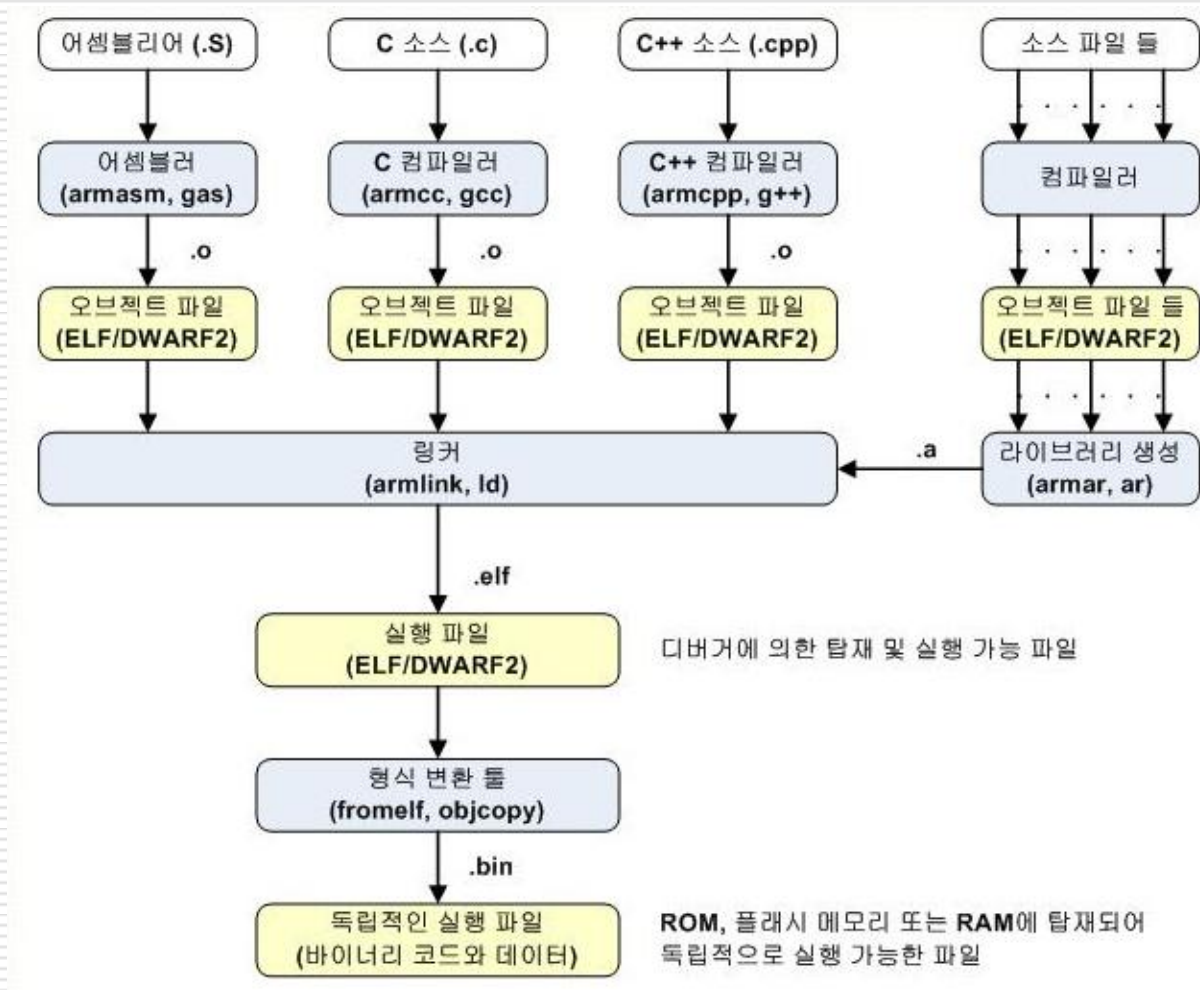 어셈블리어 (.S)
C 소스 (.c)
C++ 소스 (.cpp)
소스 파일 들
어셈블러
(armasm, gas)
C 컴파일러
(armcc, gcc)
C++ 컴파일러
(armcpp, g++)
컴파일러
.o
.o
.o
오브젝트 파일
(ELF/DWARF2)
오브젝트 파일
(ELF/DWARF2)
오브젝트 파일
(ELF/DWARF2)
오브젝트 파일 들
(ELF/DWARF2)
링커
(armlink, ld)
.a
라이브러리 생성
(armar, ar)
.elf
실행 파일
(ELF/DWARF2)
디버거에 의한 탑재 및 실행 가능 파일
형식 변환 툴
(fromelf, objcopy)
.bin
독립적인 실행 파일
(바이너리 코드와 데이터)
ROM, 플래시 메모리 또는 RAM에 탑재되어
독립적으로 실행 가능한 파일